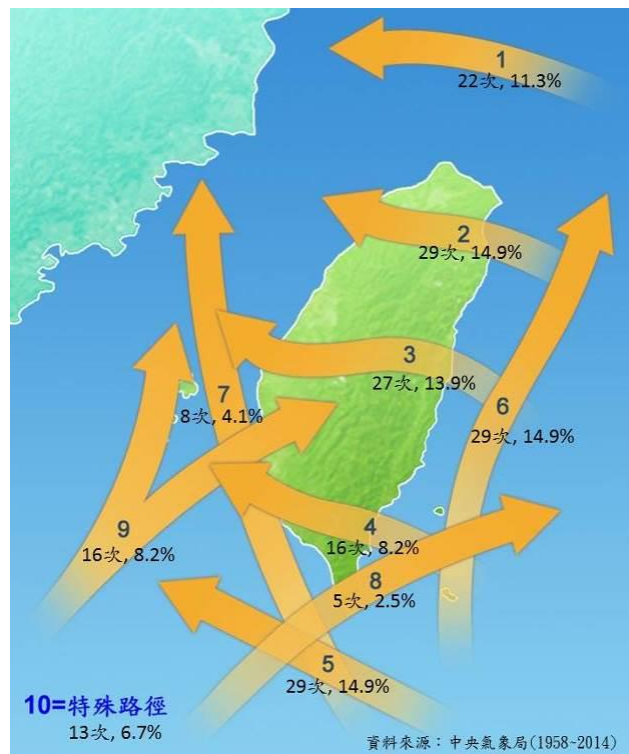 1
22次, 11.3%
2
29次, 14.9%
3
27次, 13.9%
7
8次, 4.1%
6
29次, 14.9%
9
16次, 8.2%
4
16次, 8.2%
8
5次, 2.5%
5
29次, 14.9%
10=特殊路徑
13次, 6.7%
資料來源：中央氣象局(1958~2014)